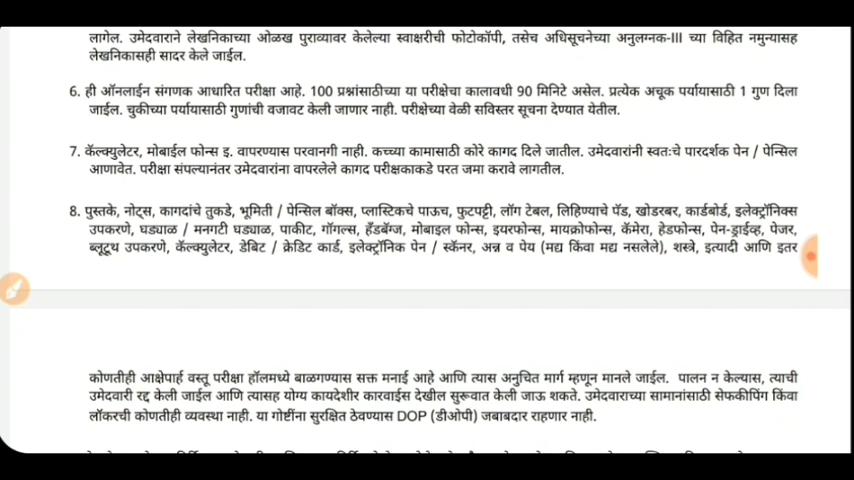 लागेल. उमेदवाराने लेखनिकाच्या ओळख पुराव्यावर केलेल्या स्वाक्षरीची फोटोकॉपी, तसेच अधिसूचनेच्या अनुलग्नक-III च्या विहित नमुन्यासह
लेखनिकासही सादर केले जाईल.
6. ही ऑनलाईन संगणक आधारित परीक्षा आहे. 100 प्रश्नांसाठीच्या या परीक्षेचा कालावधी 90 मिनिटे असेल. प्रत्येक अचूक पर्यायासाठी 1 गुण दिला
जाईल. चुकीच्या पर्यायासाठी गुणांची वजावट केली जाणार नाही. परीक्षेच्या वेळी सविस्तर सूचना देण्यात येतील.
7. कॅल्क्युलेटर, मोबाईल फोन्स इ. वापरण्यास परवानगी नाही. कच्च्या कामासाठी कोरे कागद दिले जातील. उमेदवारांनी स्वतःचे पारदर्शक पेन / पेन्सिल
आणावेत. परीक्षा संपल्यानंतर उमेदवारांना वापरलेले कागद परीक्षकाकडे परत जमा करावे लागतील.
8. पुस्तके, नोट्स, कागदांचे तुकडे, भूमिती / पेन्सिल बॉक्स, प्लास्टिकचे पाऊच, फुटपट्टी, लॉग टेबल, लिहिण्याचे पॅड, खोडरबर, कार्डबोर्ड, इलेक्ट्रॉनिक्स
उपकरणे, घड्याळ / मनगटी घड्याळ, पाकीट, गॉगल्स, हँडबॅग्ज, मोबाइल फोन्स, इयरफोन्स, मायक्रोफोन्स, कॅमेरा, हेडफोन्स, पेन-ड्राईव्ह, पेजर,
ब्लूटूथ उपकरणे, कॅल्क्युलेटर, डेबिट / क्रेडिट कार्ड, इलेक्ट्रॉनिक पेन / स्कॅनर, अन्न व पेय (मद्य किंवा मद्य नसलेले), शस्त्रे, इत्यादी आणि इतर
कोणतीही आक्षेपार्ह वस्तू परीक्षा हॉलमध्ये बाळगण्यास सक्त मनाई आहे आणि त्यास अनुचित मार्ग म्हणून मानले जाईल. पालन न केल्यास, त्याची
उमेदवारी रद्द केली जाईल आणि त्यासह योग्य कायदेशीर कारवाईस देखील सुरूवात केली जाऊ शकते. उमेदवाराच्या सामानांसाठी सेफकीपिंग किंवा
लॉकरची कोणतीही व्यवस्था नाही. या गोष्टींना सुरक्षित ठेवण्यास DOP (डीओपी) जबाबदार राहणार नाही.